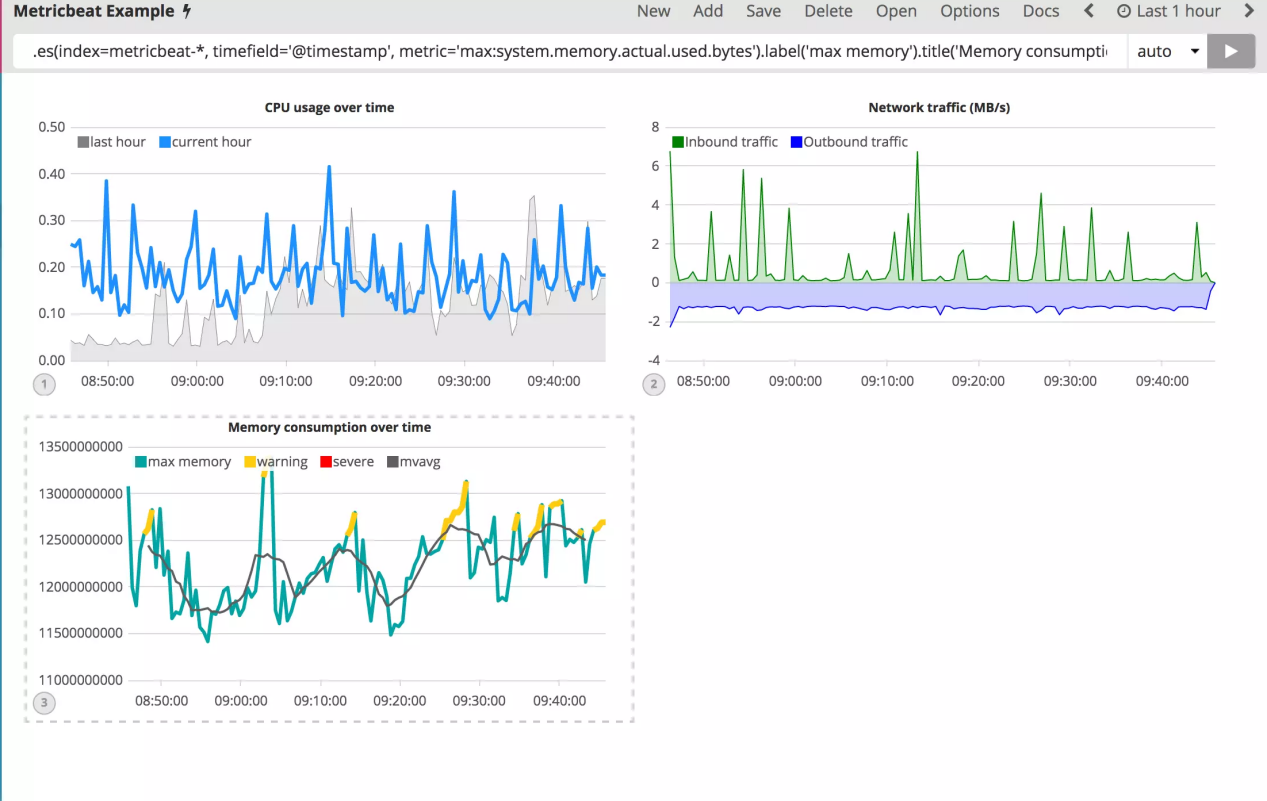 Metricbeat Example
New Add Save Delete Open Options Docs Last 1 hour
.es(index=metricbeat-*, timefield='@timestamp', metric='max:system.memory.actual.used.bytes').label('max memory').title('Memory consumpti
auto
CPU usage over time
last hour current hour
0.50
0.40
0.30
0.20
0.10
0.00
08:50:00 09:00:00 09:10:00 09:20:00 09:30:00 09:40:00
1
Network traffic (MB/s)
Inbound traffic Outbound traffic
8
6
4
2
0
-2
-4
08:50:00 09:00:00 09:10:00 09:20:00 09:30:00 09:40:00
2
Memory consumption over time
max memory warning severe mvavg
13500000000
13000000000
12500000000
12000000000
11500000000
11000000000
08:50:00 09:00:00 09:10:00 09:20:00 09:30:00 09:40:00
3